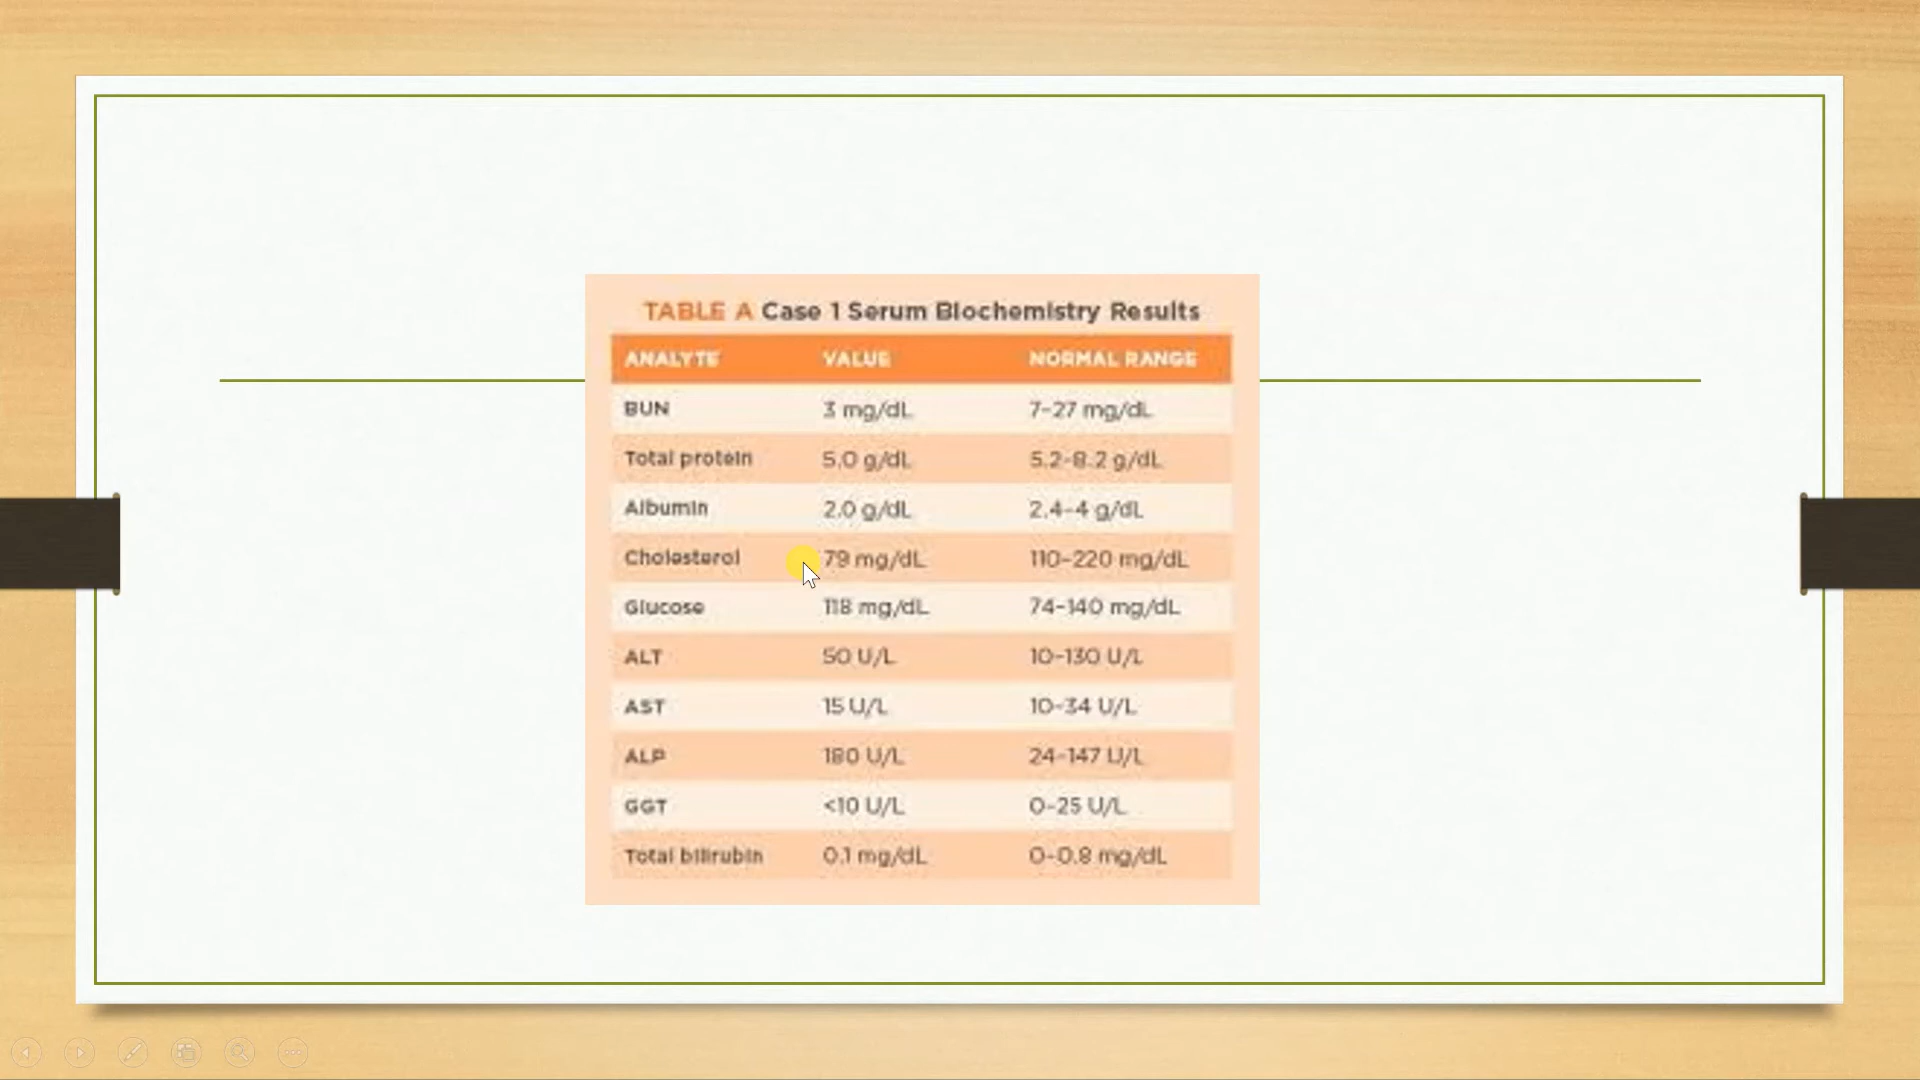 TABLE A Case 1 Serum Biochemistry Results
ANALYTE VALUE NORMAL RANGE
BUN 3 mg/dL 7-27 mg/dL
Total protein 5.0 g/dL 5.2-8.2 g/dL
Albumin 2.0 g/dL 2.4-4 g/dL
Cholesterol 79 mg/dL 110-220 mg/dL
Glucose 118 mg/dL 74-140 mg/dL
ALT 50 U/L 10-130 U/L
AST 15 U/L 10-34 U/L
ALP 180 U/L 24-147 U/L
GGT <10 U/L 0-25 U/L
Total bilirubin 0.1 mg/dL 0-0.8 mg/dL